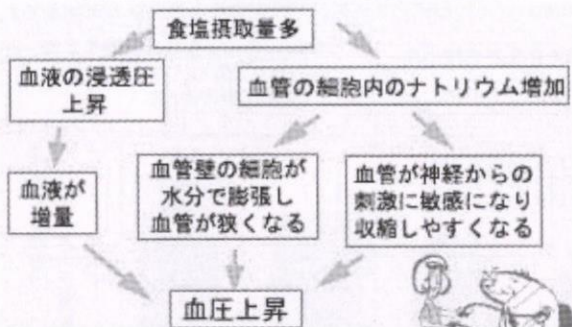 食塩摂取量多
血液の浸透圧
上昇
血管の細胞内のナトリウム増加
血液が
増量
血管壁の細胞が
水分で膨張し
血管が狭くなる
血管が神経からの
刺激に敏感になり
収縮しやすくなる
血圧上昇